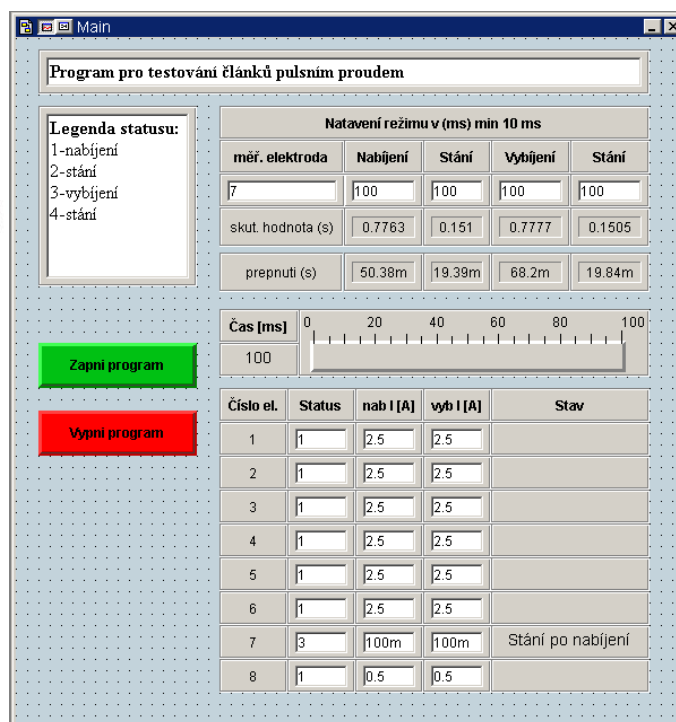 Main
Program pro testování článků pulsním proudem
Legenda statusu:
1-nabíjení
2-stání
3-vybíjení
4-stání
Natavení režimu v (ms) min 10 ms
měř. elektroda Nabíjení Stání Vybíjení Stání
7 100 100 100 100
skut. hodnota (s) 0.7763 0.151 0.7777 0.1505
prepnuti (s) 50.38m 19.39m 68.2m 19.84m
Čas [ms] 0 20 40 60 80 100
100
Zapni program
Vypni program
Číslo el. Status nab I [A] vyb I [A] Stav
1 1 2.5 2.5
2 1 2.5 2.5
3 1 2.5 2.5
4 1 2.5 2.5
5 1 2.5 2.5
6 1 2.5 2.5
7 3 100m 100m Stání po nabíjení
8 1 0.5 0.5